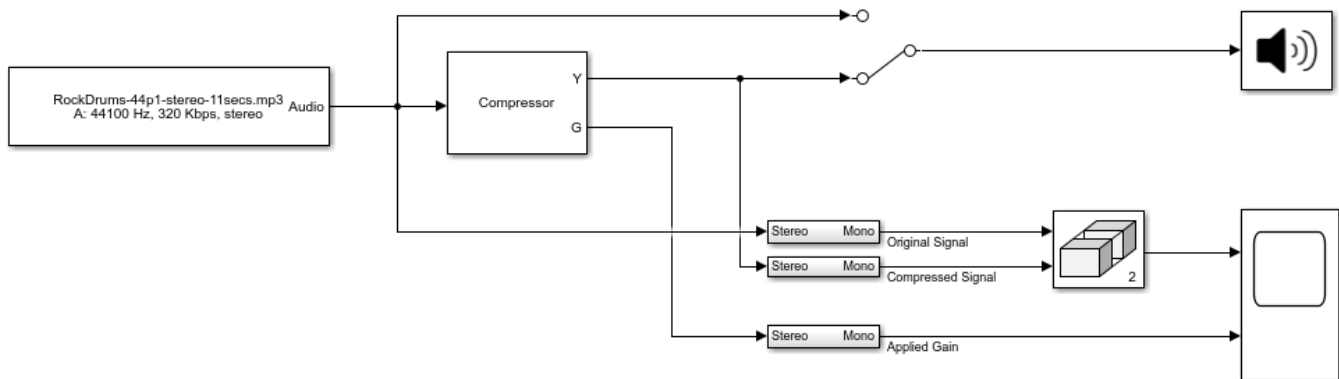 RockDrums-44p1-stereo-11secs.mp3
A: 44100 Hz, 320 Kbps, stereo
Audio
Compressor
Y
G
Stereo Mono
Original Signal
Stereo Mono
Compressed Signal
2
Stereo Mono
Applied Gain